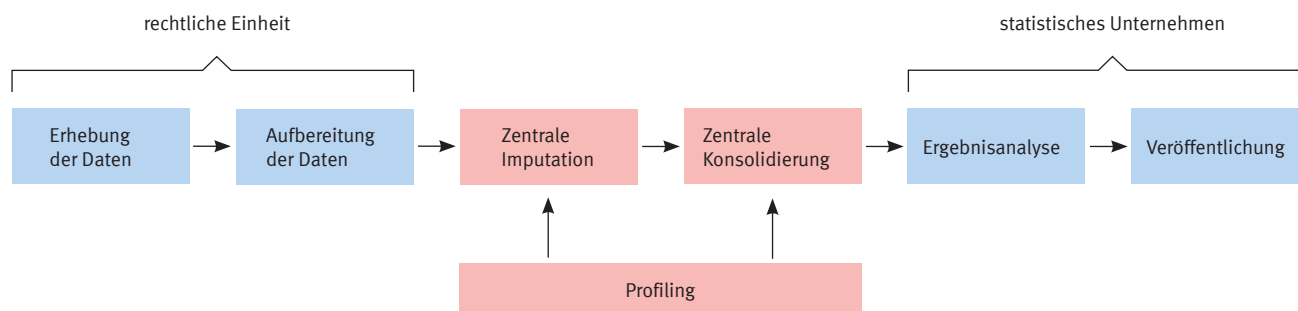 rechtliche Einheit
statistisches Unternehmen
Erhebung
der Daten
Aufbereitung
der Daten
Zentrale
Imputation
Zentrale
Konsolidierung
Ergebnisanalyse
Veröffentlichung
Profiling